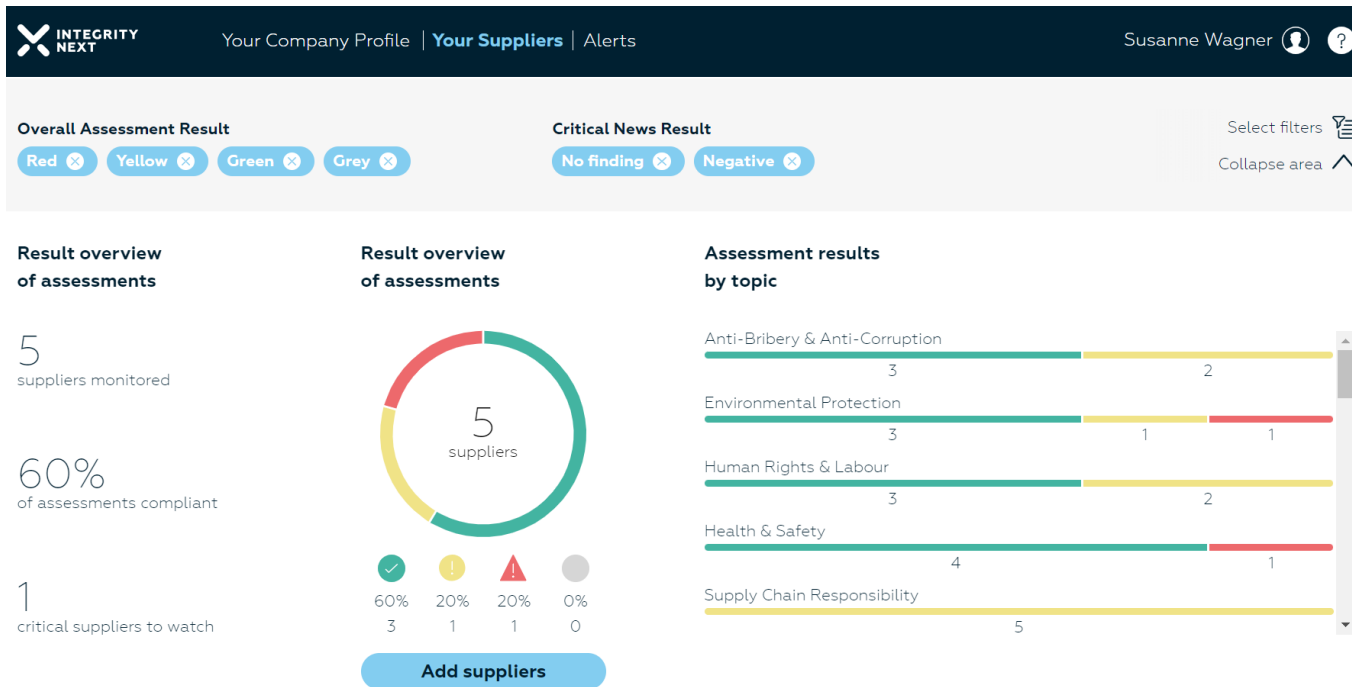 INTEGRITY
NEXT
Your Company Profile | Your Suppliers | Alerts
Susanne Wagner
?
Overall Assessment Result
Red Yellow Green Grey
Critical News Result
No finding Negative
Select filters
Collapse area
Result overview
of assessments
5
suppliers monitored
60%
of assessments compliant
1
critical suppliers to watch
Result overview
of assessments
5
suppliers
60% 20% 20% 0%
3 1 1 0
Add suppliers
Assessment results
by topic
Anti-Bribery & Anti-Corruption
3 2
Environmental Protection
3 1 1
Human Rights & Labour
3 2
Health & Safety
4 1
Supply Chain Responsibility
5